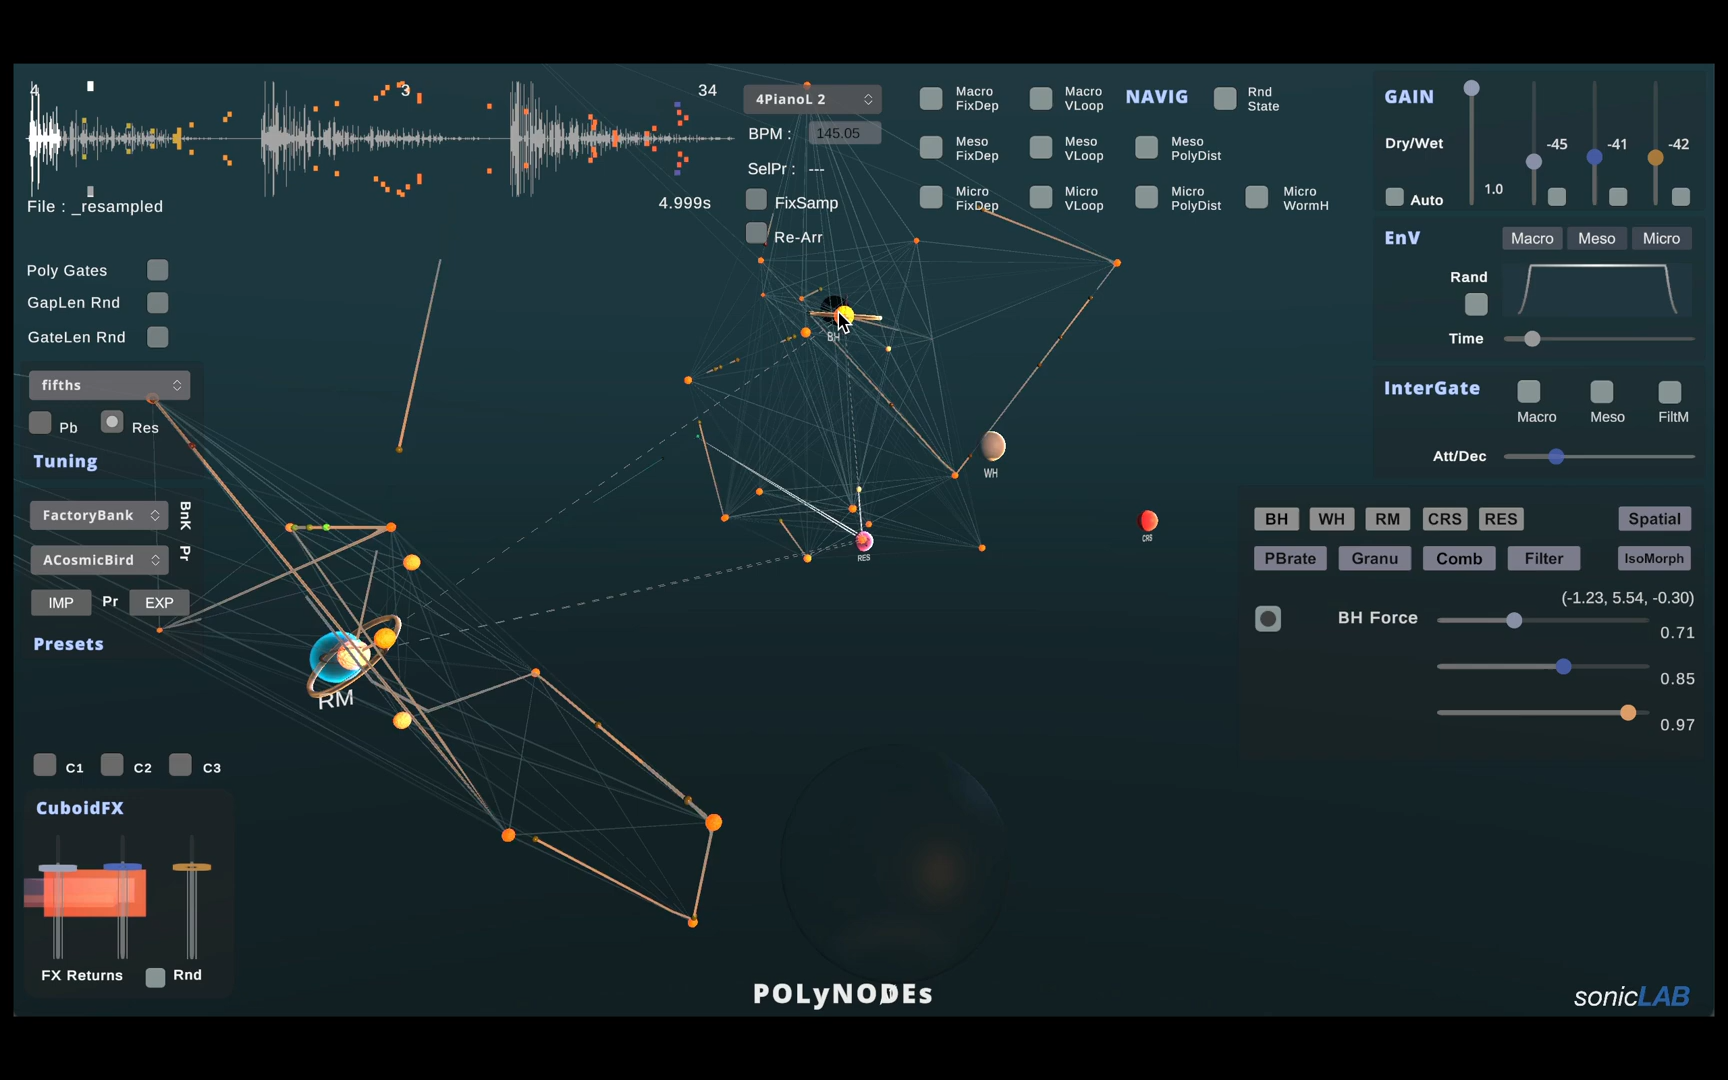 4
3
34
File : _resampled
4.999s
4PianoL 2
BPM :
145.05
SelPr :
---
FixSamp
Re-Arr
Macro
FixDep
Macro
VLoop
NAVIG
Rnd
State
Meso
FixDep
Meso
VLoop
Meso
PolyDist
Micro
FixDep
Micro
VLoop
Micro
PolyDist
Micro
WormH
GAIN
Dry/Wet
-45
-41
-42
1.0
Auto
EnV
Macro
Meso
Micro
Rand
Time
InterGate
Macro
Meso
FiltM
Att/Dec
BH
WH
RM
CRS
RES
Spatial
PBrate
Granu
Comb
Filter
IsoMorph
(-1.23, 5.54, -0.30)
BH Force
0.71
0.85
0.97
Poly Gates
GapLen Rnd
GateLen Rnd
fifths
Pb
Res
Tuning
FactoryBank
BnK
ACosmicBird
Pr
IMP
Pr
EXP
Presets
BH
WH
CRS
RES
RM
C1
C2
C3
CuboidFX
FX Returns
Rnd
POLyNODEs
sonicLAB